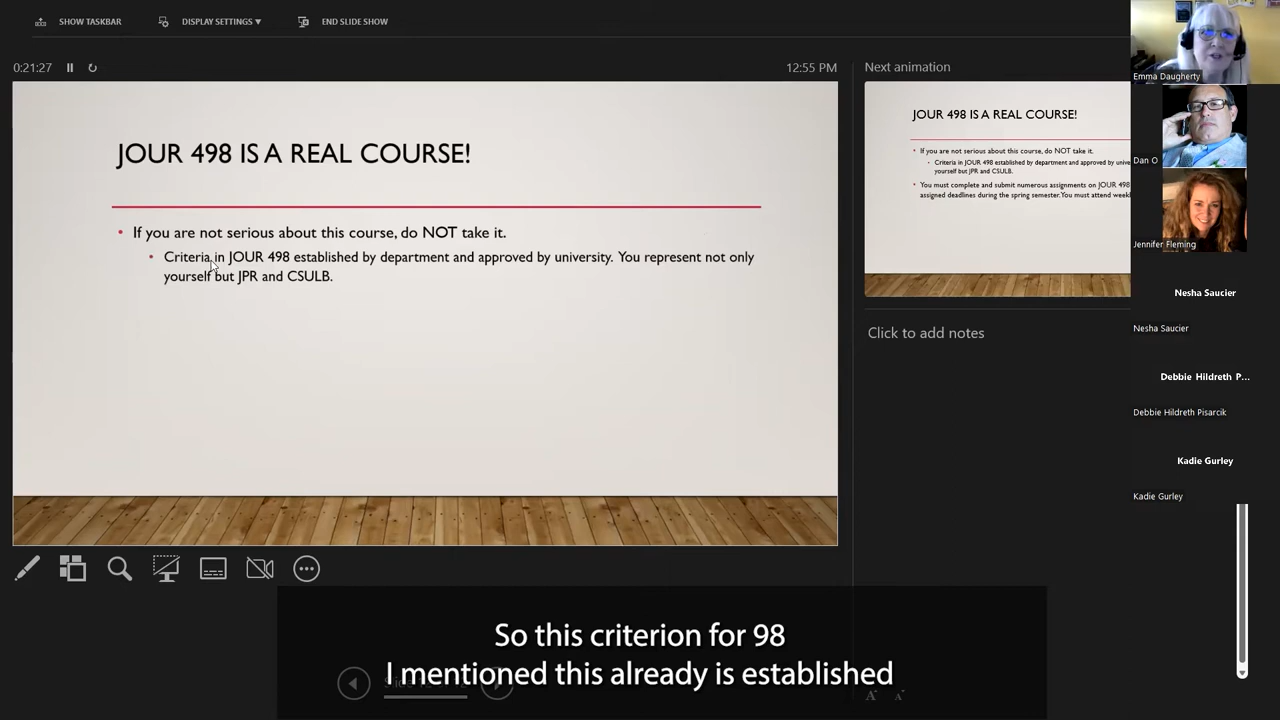 SHOW TASKBAR
DISPLAY SETTINGS ▾
END SLIDE SHOW
0:21:27
12:55 PM
JOUR 498 IS A REAL COURSE!
• If you are not serious about this course, do NOT take it.
• Criteria in JOUR 498 established by department and approved by university. You represent not only
yourself but JPR and CSULB.
Next animation
JOUR 498 IS A REAL COURSE!
• If you are not serious about this course, do NOT take it.
• Criteria in JOUR 498 established by department and approved by unive
yourself but JPR and CSULB.
• You must complete and submit numerous assignments on JOUR 498
assigned deadlines during the spring semester. You must attend weekl
Click to add notes
Emma Daugherty
Dan O
Jennifer Fleming
Nesha Saucier
Nesha Saucier
Debbie Hildreth P...
Debbie Hildreth Pisarcik
Kadie Gurley
Kadie Gurley
So this criterion for 98
I mentioned this already is established
A A